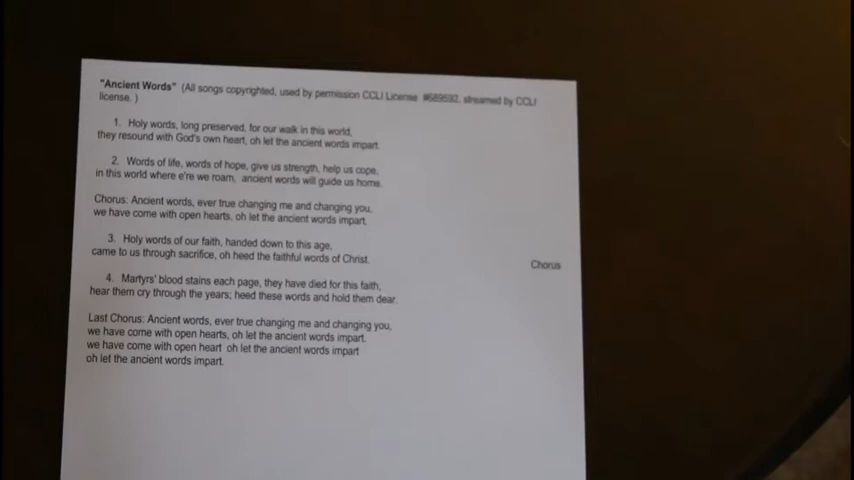 "Ancient Words" (All songs copyrighted, used by permission CCLI License #689592, streamed by CCLI
license. )
1. Holy words, long preserved, for our walk in this world,
they resound with God's own heart, oh let the ancient words impart.
2. Words of life, words of hope, give us strength, help us cope,
in this world where e're we roam, ancient words will guide us home.
Chorus: Ancient words, ever true changing me and changing you,
we have come with open hearts, oh let the ancient words impart.
3. Holy words of our faith, handed down to this age,
came to us through sacrifice, oh heed the faithful words of Christ.
Chorus
4. Martyrs' blood stains each page, they have died for this faith,
hear them cry through the years; heed these words and hold them dear.
Last Chorus: Ancient words, ever true changing me and changing you,
we have come with open hearts, oh let the ancient words impart.
we have come with open heart oh let the ancient words impart
oh let the ancient words impart.